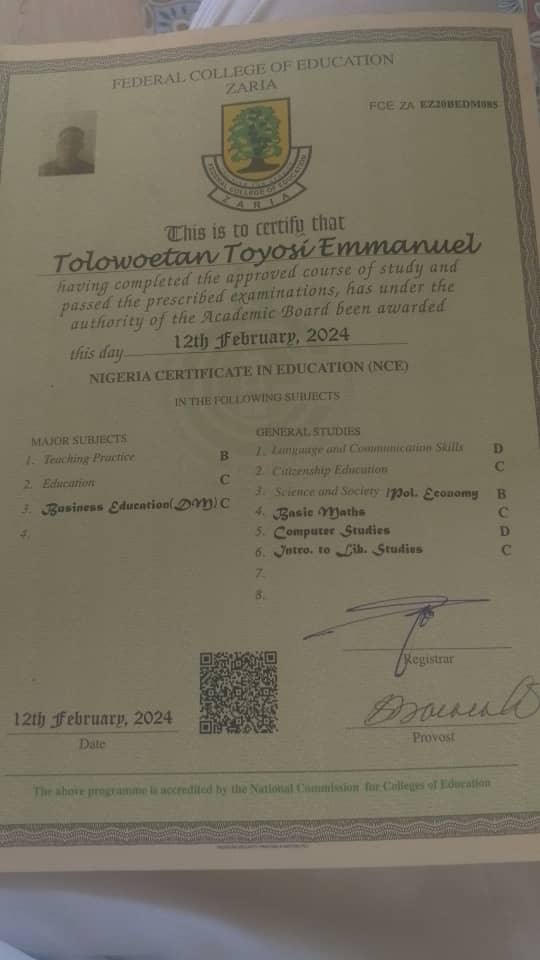 FEDERAL COLLEGE OF EDUCATION
ZARIA
FCE ZA EZ20BEDM085
FEDERAL COLLEGE OF EDUCATION
ZARIA
This is to certify that
Tolowoetan Toyosi Emmanuel
having completed the approved course of study and
passed the prescribed examinations, has under the
authority of the Academic Board been awarded
this day 12th February, 2024
NIGERIA CERTIFICATE IN EDUCATION (NCE)
IN THE FOLLOWING SUBJECTS
MAJOR SUBJECTS
1. Teaching Practice B
2. Education C
3. Business Education(DM) C
4.
GENERAL STUDIES
1. Language and Communication Skills D
2. Citizenship Education C
3. Science and Society /Pol. Economy B
4. Basic Maths C
5. Computer Studies D
6. Intro. to Lib. Studies C
7.
8.
Registrar
12th February, 2024
Date
Provost
The above programme is accredited by the National Commission for Colleges of Education